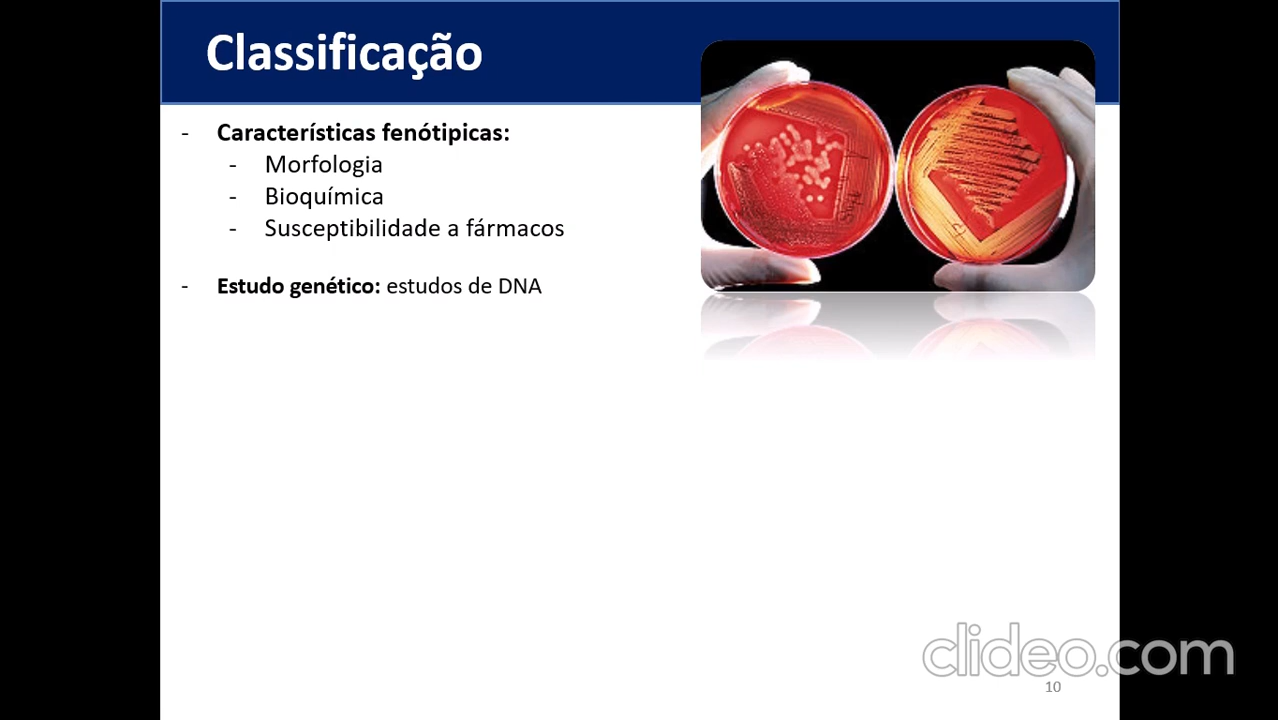 Classificação
- Características fenótipicas:
- Morfologia
- Bioquímica
- Susceptibilidade a fármacos
- Estudo genético: estudos de DNA
clideo.com
10